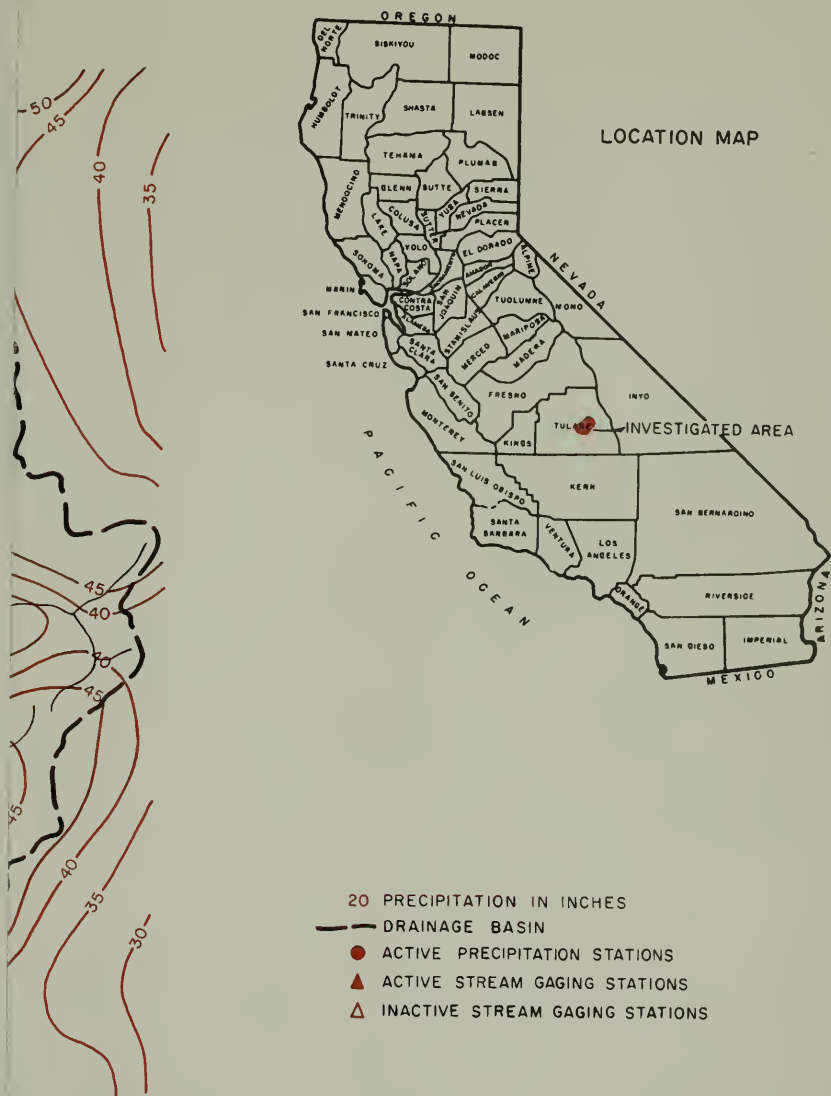 OREGON
DEL NORTE
SISKIYOU
MODOC
HUMBOLDT
TRINITY
SHASTA
LASSEN
LOCATION MAP
TEHAMA
PLUMAS
MENDOCINO
GLENN
BUTTE
SIERRA
YUBA
NEVADA
PLACER
LAKE
COLUSA
SUTTER
YOLO
EL DORADO
ALPINE
NEVADA
SONOMA
NAPA
SOLANO
SACRAMENTO
AMADOR
CALAVERAS
MARIN
CONTRA COSTA
SAN JOAQUIN
TUOLUMNE
MONO
SAN FRANCISCO
ALAMEDA
STANISLAUS
MARIPOSA
SAN MATEO
SANTA CLARA
MERCED
MADERA
SANTA CRUZ
SAN BENITO
FRESNO
INYO
MONTEREY
KINGS
TULARE
INVESTIGATED AREA
PACIFIC OCEAN
SAN LUIS OBISPO
KERN
SAN BERNARDINO
SANTA BARBARA
VENTURA
LOS ANGELES
ORANGE
RIVERSIDE
ARIZONA
SAN DIEGO
IMPERIAL
MEXICO
50
45
40
35
45
40
40
45
45
40
35
30
20 PRECIPITATION IN INCHES
DRAINAGE BASIN
ACTIVE PRECIPITATION STATIONS
ACTIVE STREAM GAGING STATIONS
INACTIVE STREAM GAGING STATIONS